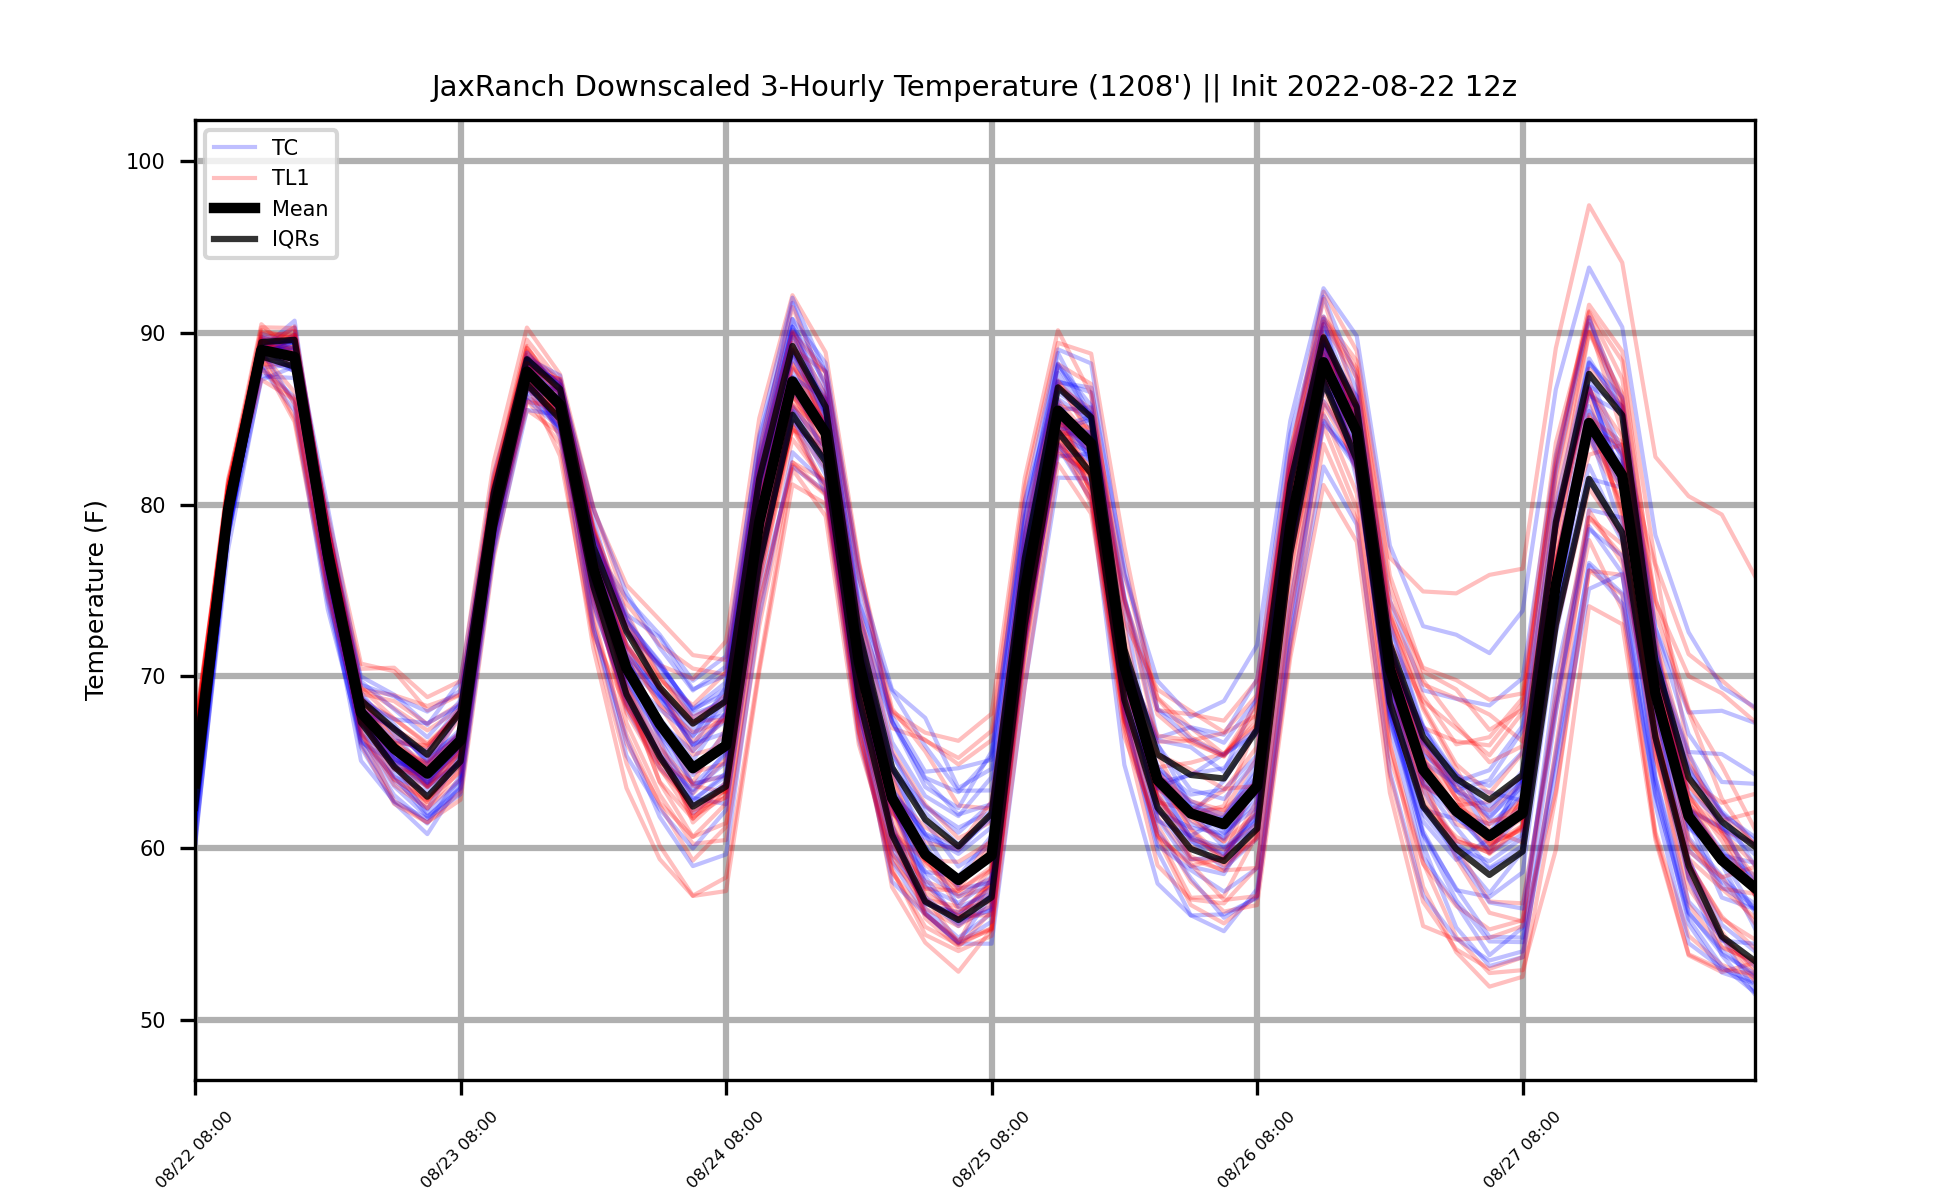 JaxRanch Downscaled 3-Hourly Temperature (1208') || Init 2022-08-22 12z
TC
TL1
Mean
IQRs
Temperature (F)
100
90
80
70
60
50
08/22 08:00
08/23 08:00
08/24 08:00
08/25 08:00
08/26 08:00
08/27 08:00